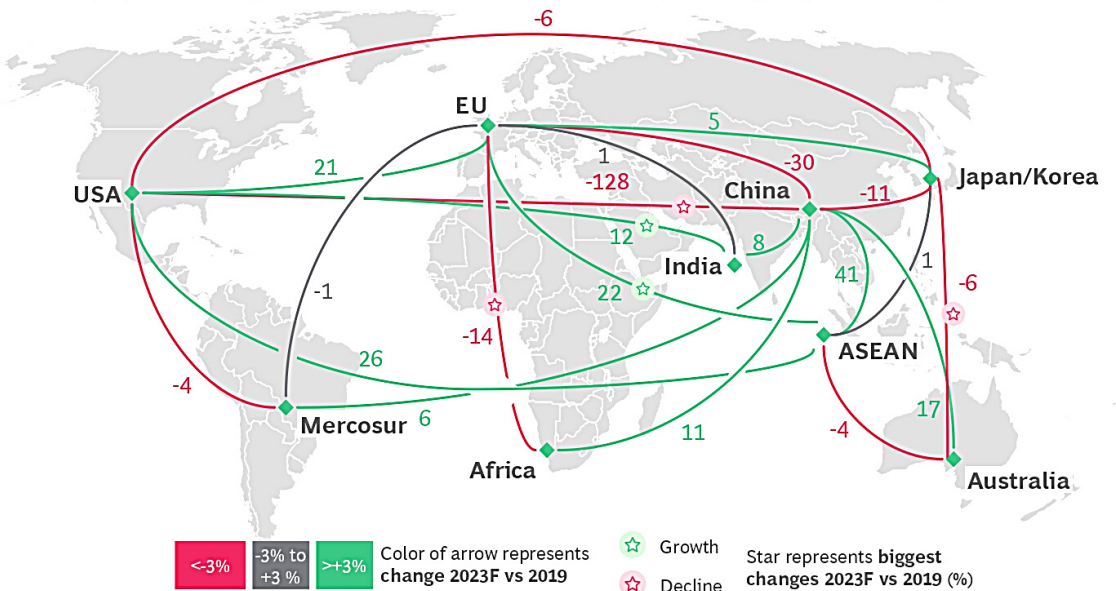 -6
EU
5
21
1
-30
-128
USA
China
-11
Japan/Korea
12
8
India
41
1
22
-6
-1
-14
ASEAN
26
-4
17
Mercosur
6
11
-4
Africa
Australia
<-3%
-3% to
+3 %
>+3%
Color of arrow represents
change 2023F vs 2019
Growth
Decline
Star represents biggest
changes 2023F vs 2019 (%)